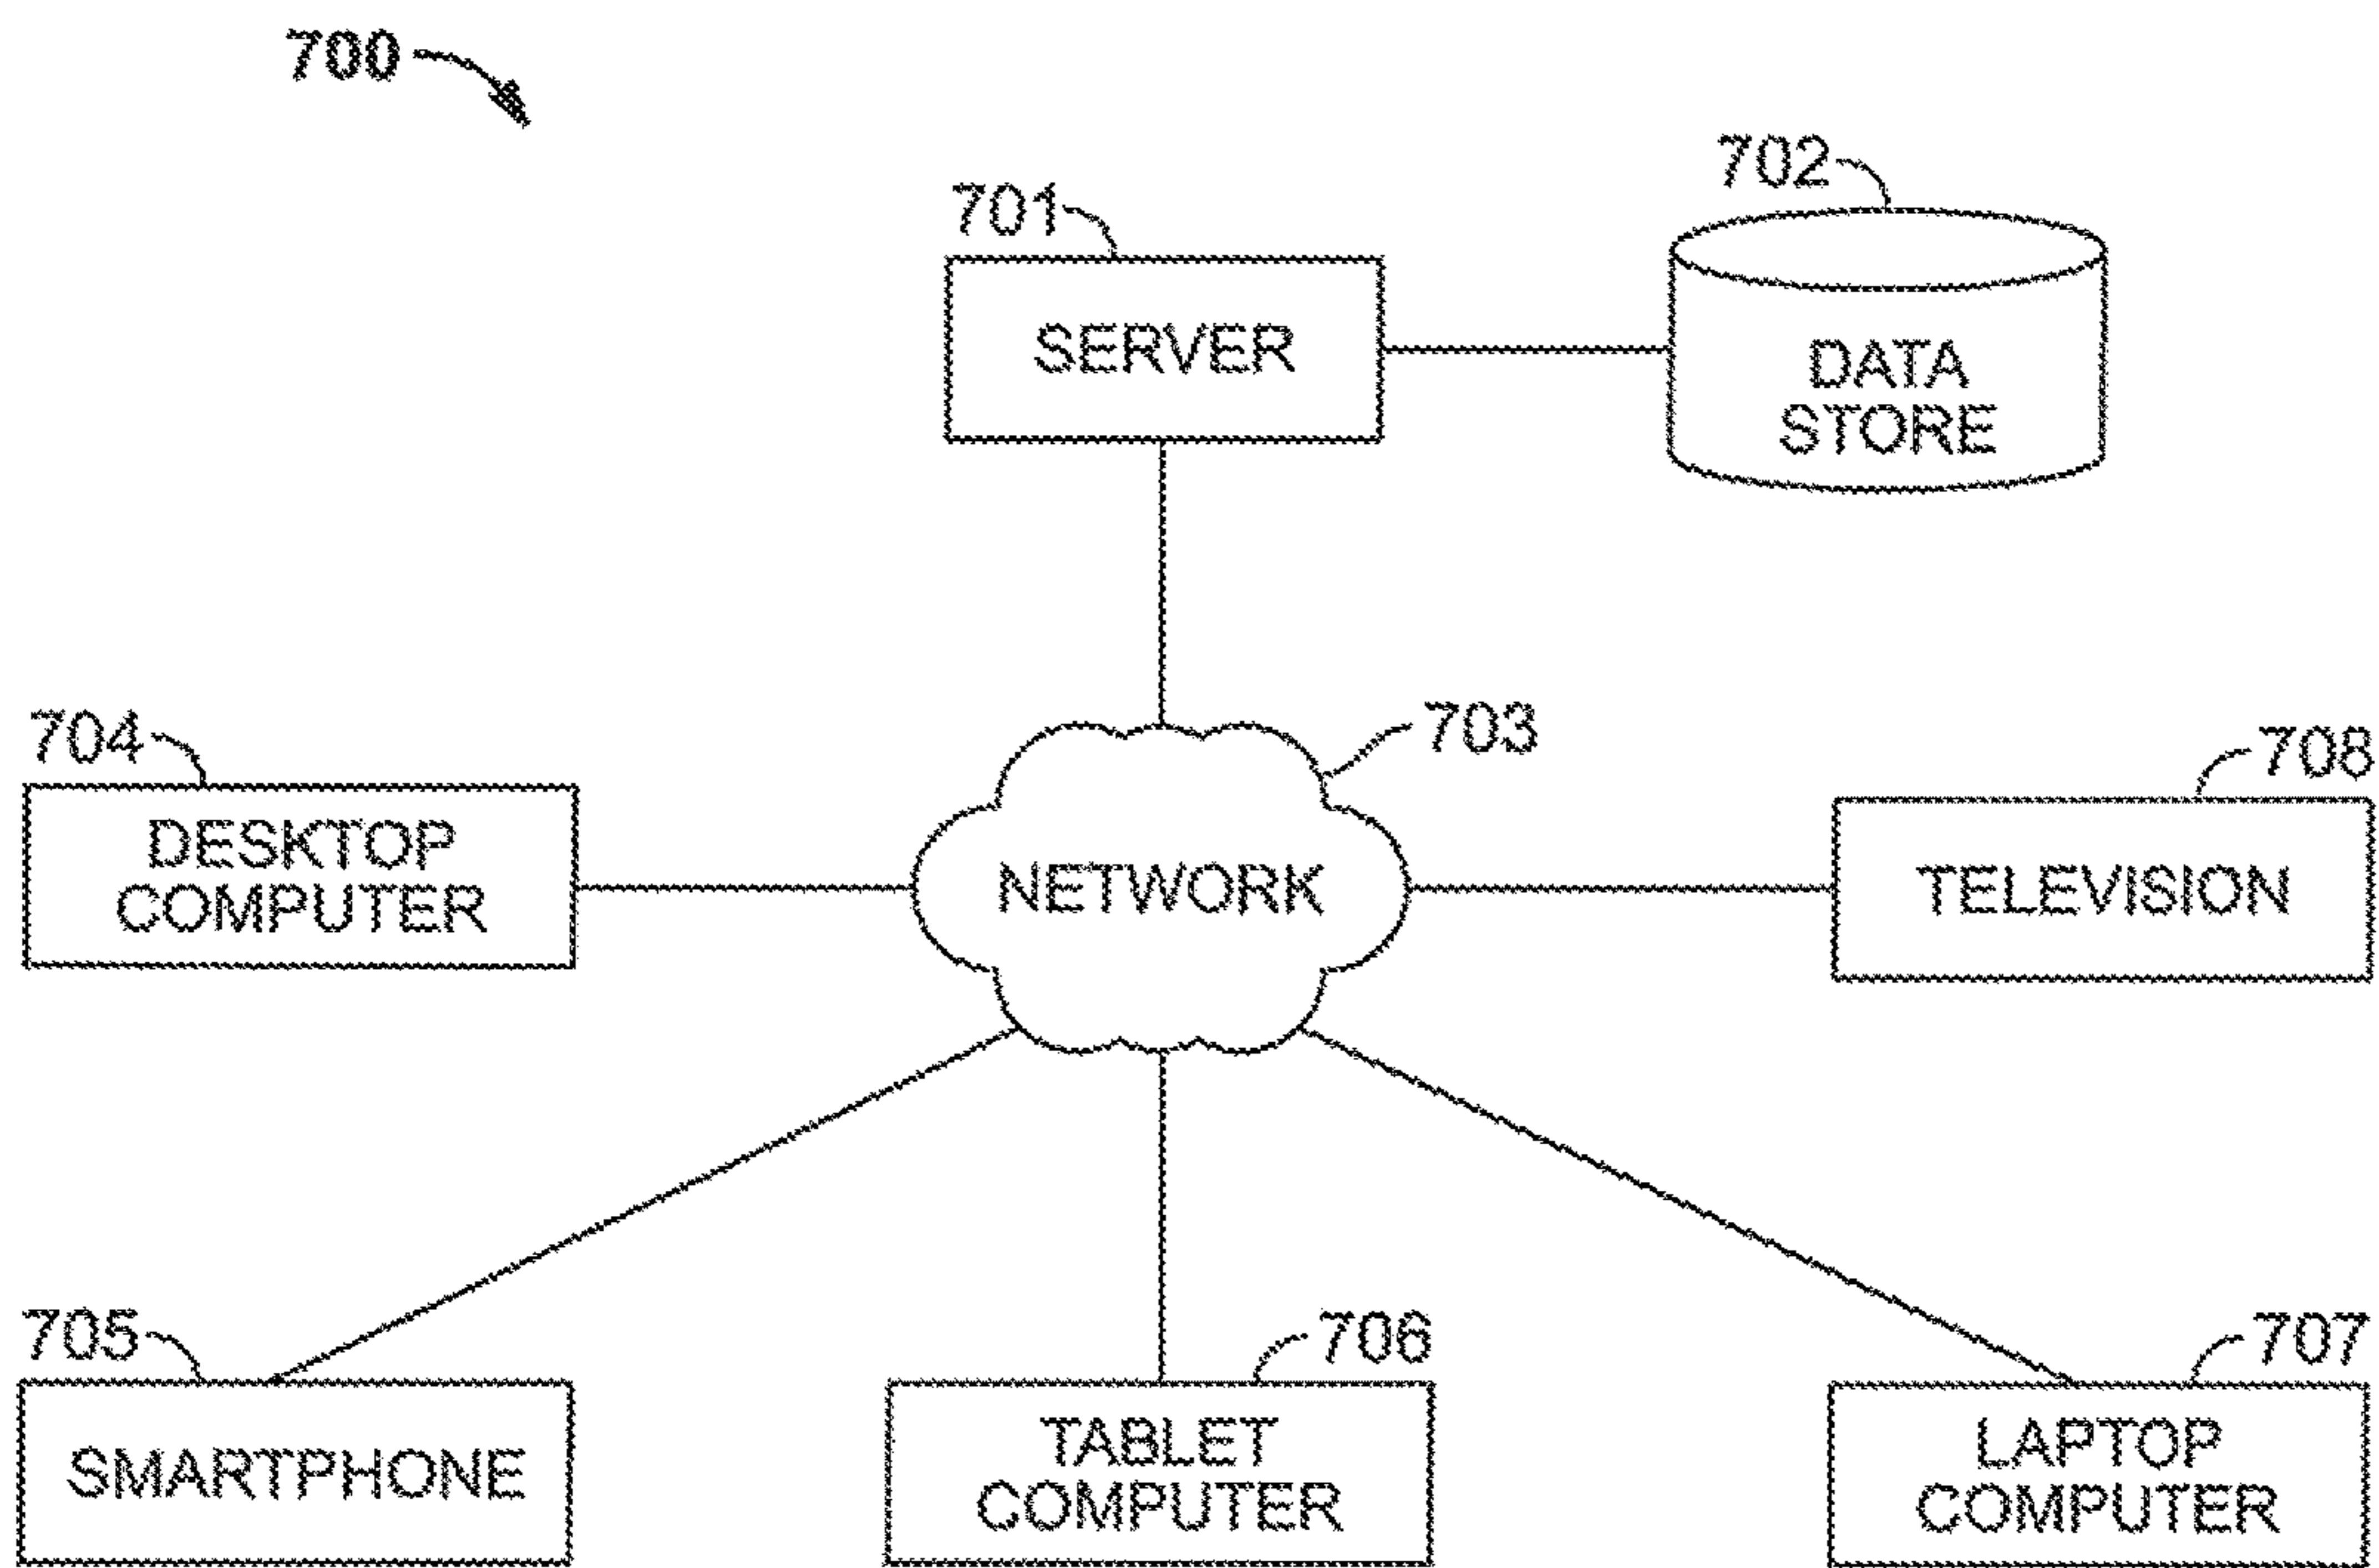 700
701
702
SERVER
DATA
STORE
703
704
708
DESKTOP
COMPUTER
NETWORK
TELEVISION
705
706
707
SMARTPHONE
TABLET
COMPUTER
LAPTOP
COMPUTER